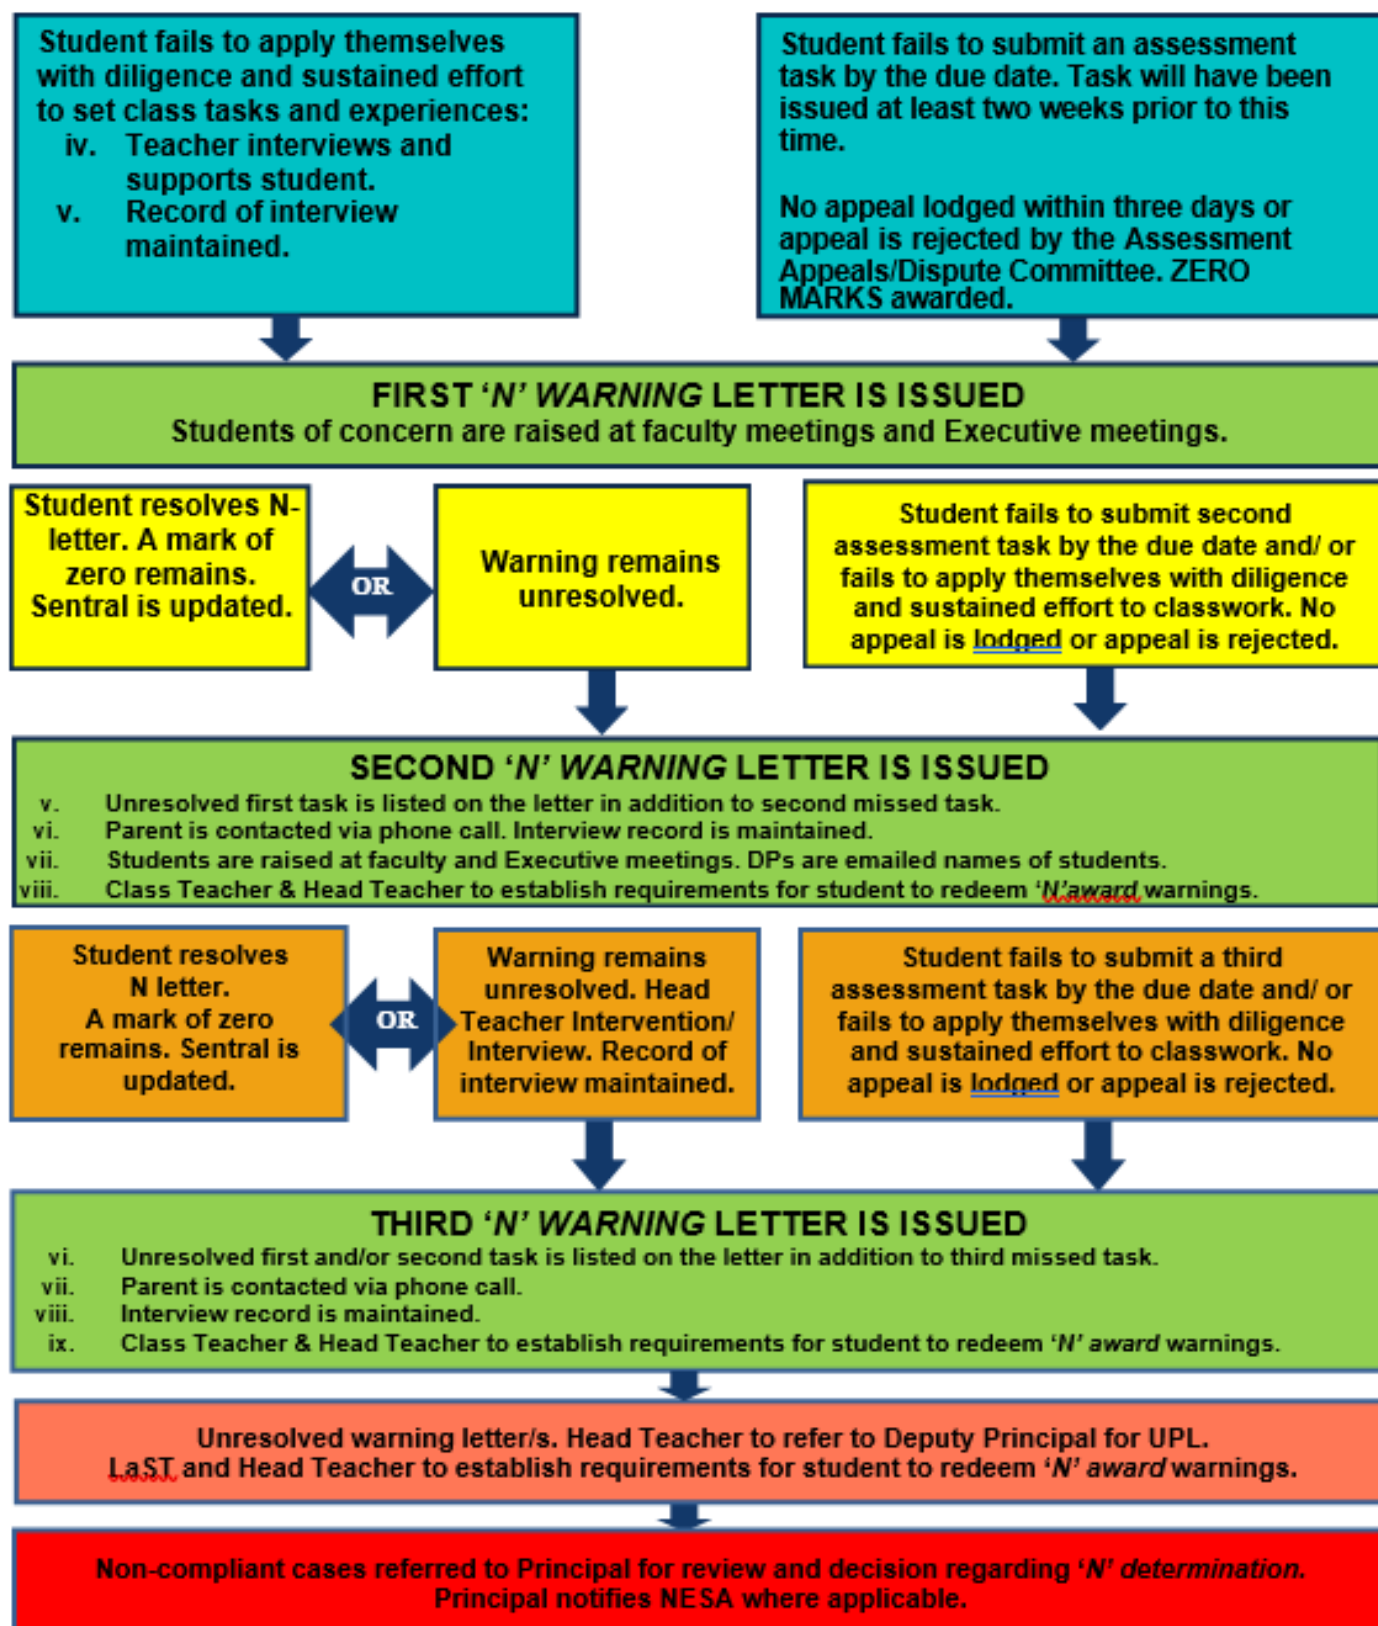 Student fails to apply themselves
with diligence and sustained effort
to set class tasks and experiences:
iv. Teacher interviews and
supports student.
v. Record of interview
maintained.
Student fails to submit an assessment
task by the due date. Task will have been
issued at least two weeks prior to this
time.
No appeal lodged within three days or
appeal is rejected by the Assessment
Appeals/Dispute Committee. ZERO
MARKS awarded.
FIRST ‘N’ WARNING LETTER IS ISSUED
Students of concern are raised at faculty meetings and Executive meetings.
Student resolves N-
letter. A mark of
zero remains.
Sentral is updated.
OR
Warning remains
unresolved.
Student fails to submit second
assessment task by the due date and/ or
fails to apply themselves with diligence
and sustained effort to classwork. No
appeal is lodged or appeal is rejected.
SECOND ‘N’ WARNING LETTER IS ISSUED
v. Unresolved first task is listed on the letter in addition to second missed task.
vi. Parent is contacted via phone call. Interview record is maintained.
vii. Students are raised at faculty and Executive meetings. DPs are emailed names of students.
viii. Class Teacher & Head Teacher to establish requirements for student to redeem ‘N’award warnings.
Student resolves
N letter.
A mark of zero
remains. Sentral is
updated.
OR
Warning remains
unresolved. Head
Teacher Intervention/
Interview. Record of
interview maintained.
Student fails to submit a third
assessment task by the due date and/ or
fails to apply themselves with diligence
and sustained effort to classwork. No
appeal is lodged or appeal is rejected.
THIRD ‘N’ WARNING LETTER IS ISSUED
vi. Unresolved first and/or second task is listed on the letter in addition to third missed task.
vii. Parent is contacted via phone call.
viii. Interview record is maintained.
ix. Class Teacher & Head Teacher to establish requirements for student to redeem ‘N’ award warnings.
Unresolved warning letter/s. Head Teacher to refer to Deputy Principal for UPL.
LaST and Head Teacher to establish requirements for student to redeem ‘N’ award warnings.
Non-compliant cases referred to Principal for review and decision regarding ‘N’ determination.
Principal notifies NESA where applicable.